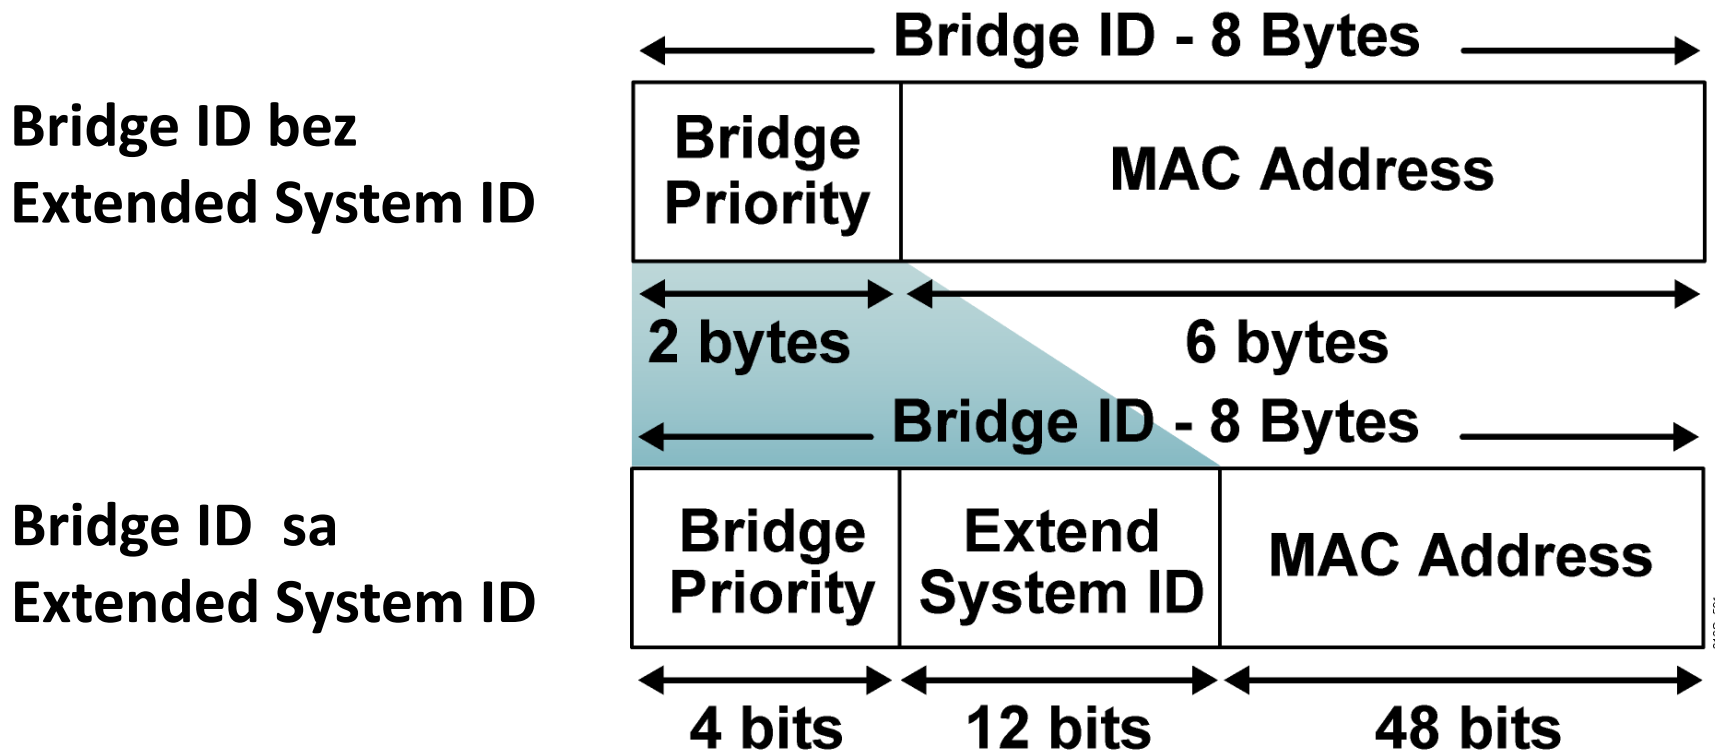 Bridge ID - 8 Bytes
Bridge ID bez
Extended System ID
Bridge
Priority
MAC Address
2 bytes
6 bytes
Bridge ID - 8 Bytes
Bridge ID  sa
Extended System ID
Bridge
Priority
Extend
System ID
MAC Address
4 bits
12 bits
48 bits